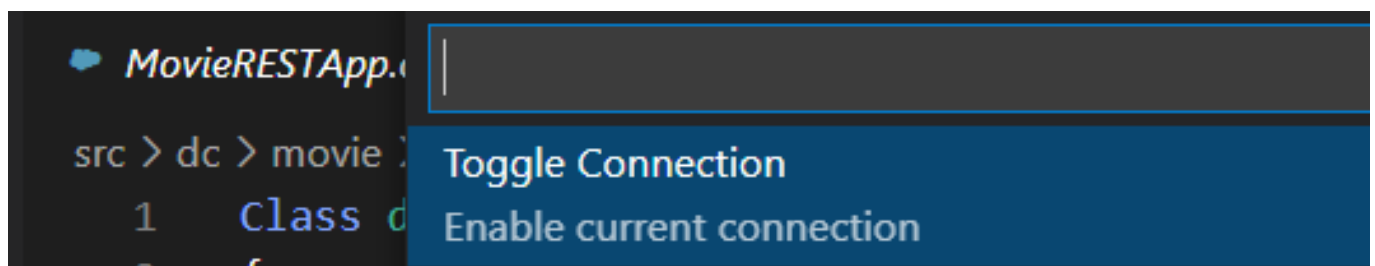 MovieRESTApp.
src > dc > movie >
1 Class
Toggle Connection
Enable current connection